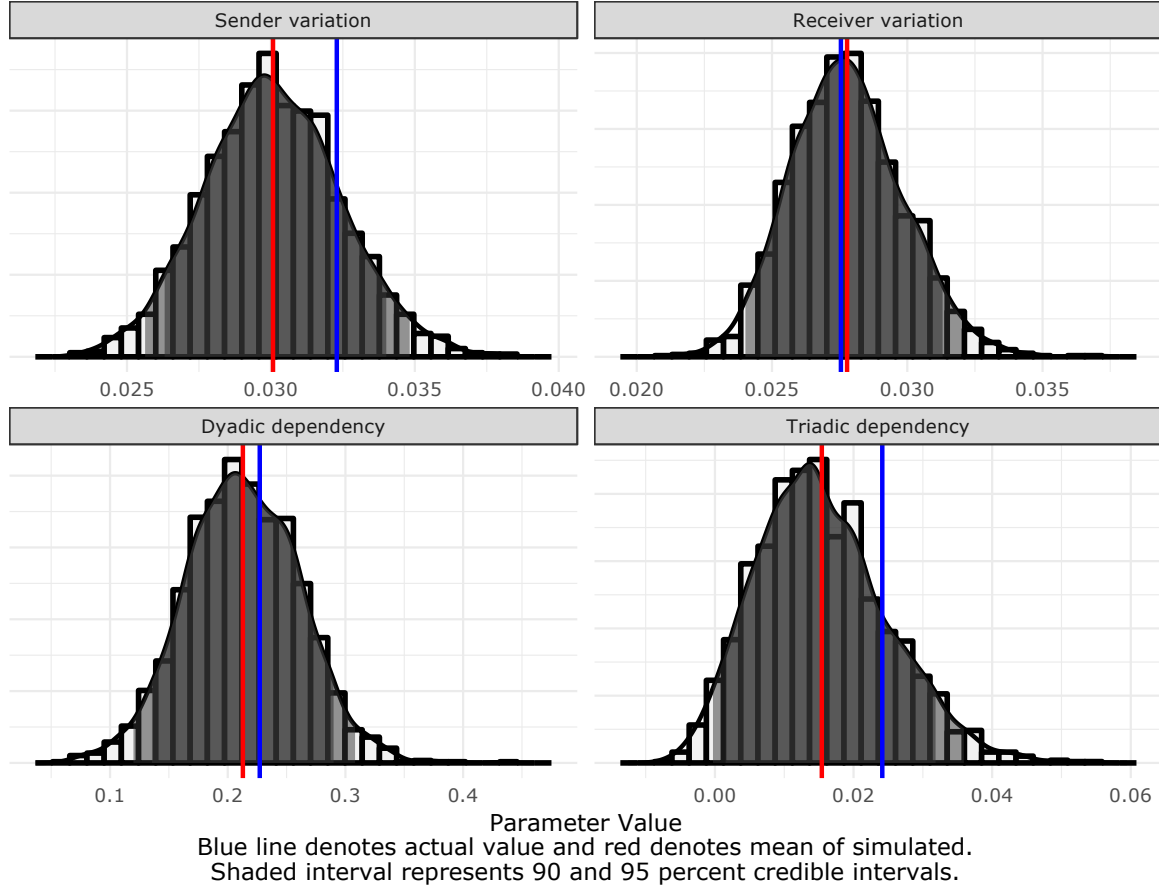 Sender variation
Receiver variation
0.025 0.030 0.035 0.040
0.020 0.025 0.030 0.035
Dyadic dependency
Triadic dependency
0.1 0.2 0.3 0.4
0.00 0.02 0.04 0.06
Parameter Value
Blue line denotes actual value and red denotes mean of simulated.
Shaded interval represents 90 and 95 percent credible intervals.